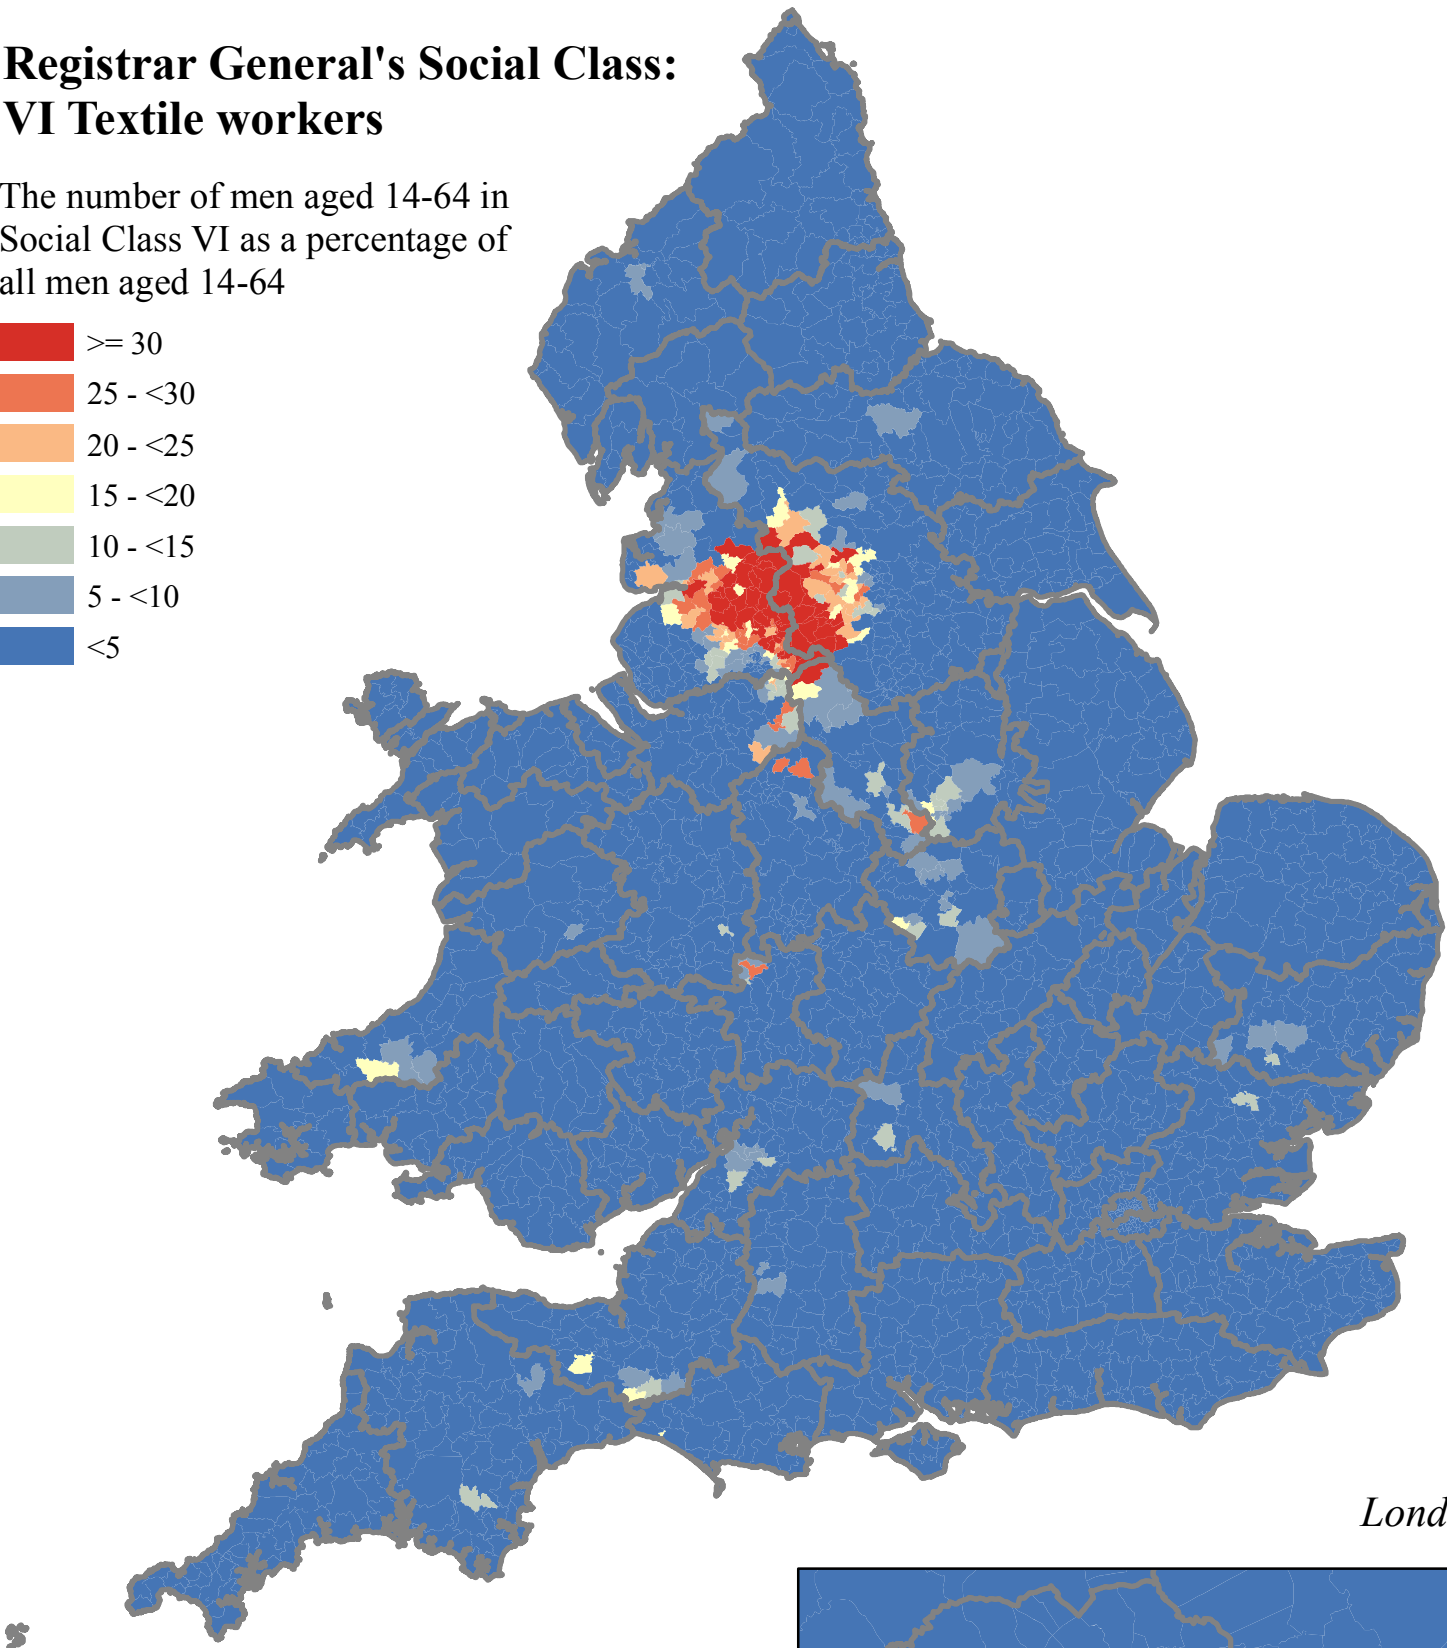 Registrar General's Social Class:
VI Textile workers
The number of men aged 14-64 in
Social Class VI as a percentage of
all men aged 14-64
>= 30
25 - <30
20 - <25
15 - <20
10 - <15
5 - <10
<5
Lond